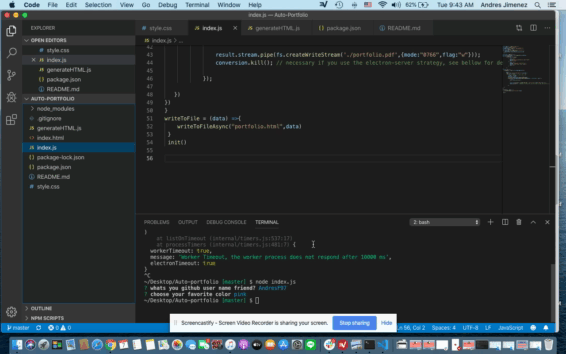 Code File Edit Selection View Go Debug Terminal Window Help
62% Tue 9:43 AM Andres Jimenez
index.js — Auto-Portfolio
EXPLORER
style.css index.js generateHTML.js package.json README.md
JS index.js > ...
OPEN EDITORS
style.css
index.js
generateHTML.js
package.json
README.md
AUTO-PORTFOLIO
node_modules
.gitignore
generateHTML.js
index.html
index.js
package-lock.json
package.json
README.md
style.css
42
43 result.stream.pipe(fs.createWriteStream('./portfolio.pdf',{mode:"0766",flag:"w"}));
44 conversion.kill(); // necessary if you use the electron-server strategy, see bellow for de
45
46 });
47
48 })
49 })
50 }
51 writeToFile = (data) =>{
52 writeToFileAsync("portfolio.html",data)
53 }
54 init()
55
56
PROBLEMS OUTPUT DEBUG CONSOLE TERMINAL
2: bash
}
at listOnTimeout (internal/timers.js:537:17)
at processTimers (internal/timers.js:481:7) {
workerTimeout: true,
message: 'Worker Timeout, the worker process does not respond after 10000 ms',
electronTimeout: true
}
^C
~/Desktop/Auto-portfolio [master] $ node index.js
? whats you github user name friend?
? choose your favorite color pink
~/Desktop/Auto-portfolio [master] $
OUTLINE
NPM SCRIPTS
Screencastify - Screen Video Recorder is sharing your screen. Stop sharing Hide
master 0 0 Ln 56, Col 2 Spaces: 4 UTF-8 LF JavaScript